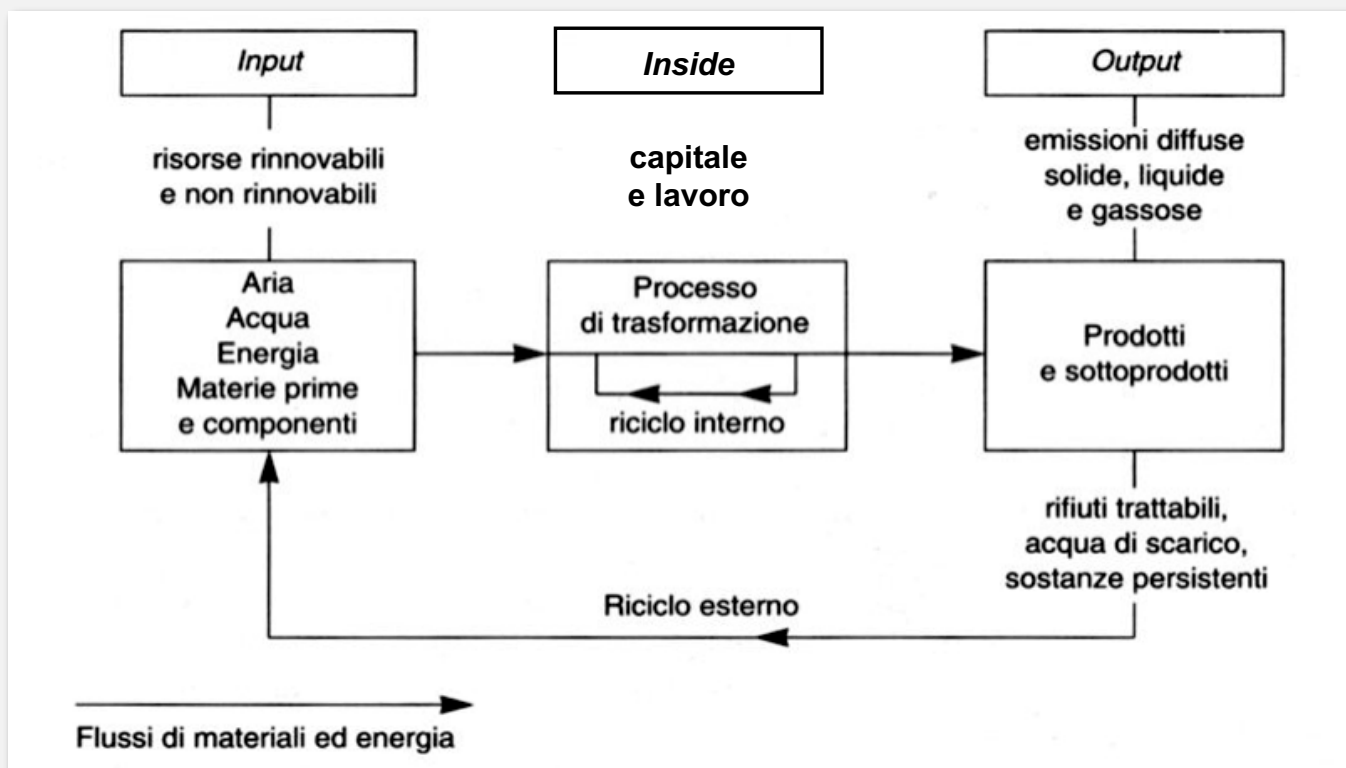 Input
Inside
Output
risorse rinnovabili
e non rinnovabili
capitale
e lavoro
emissioni diffuse
solide, liquide
e gassose
Aria
Acqua
Energia
Materie prime
e componenti
Processo
di trasformazione
riciclo interno
Prodotti
e sottoprodotti
rifiuti trattabili,
acqua di scarico,
sostanze persistenti
Riciclo esterno
Flussi di materiali ed energia